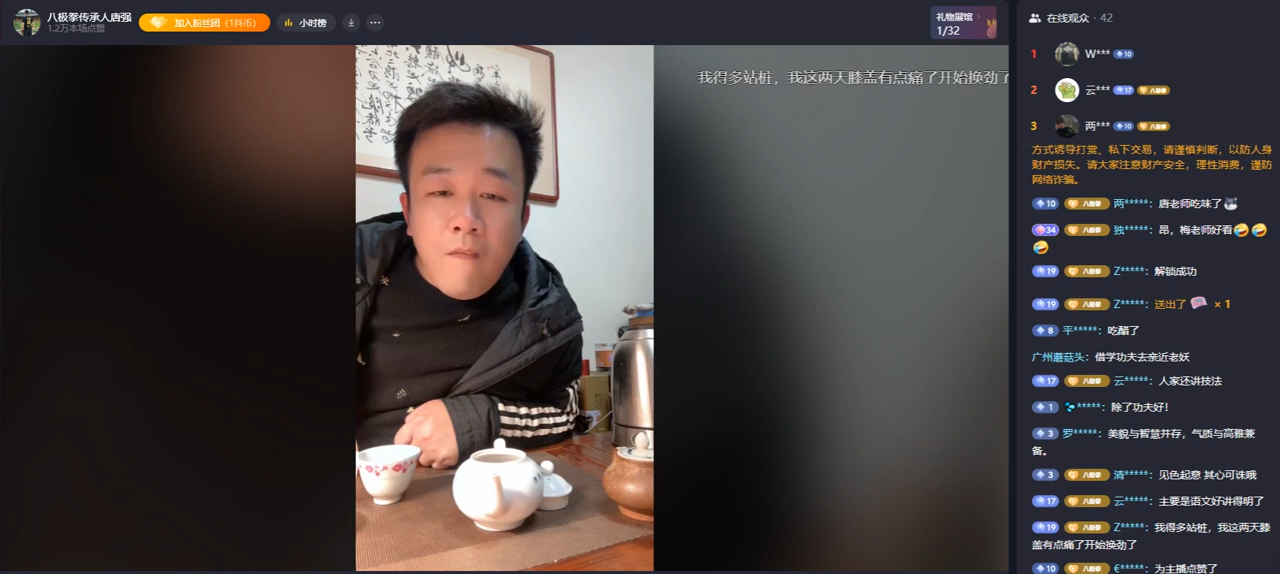 八极拳传承人唐强
1.2万本场点赞
加入粉丝团（1抖币）
小时榜
礼物展馆
1/32
在线观众 · 42
我得多站桩，我这两天膝盖有点痛了开始换劲了
1 W*** 10
2 云*** 17 八极拳
3 两*** 10 八极拳
方式诱导打赏、私下交易，请谨慎判断，以防人身
财产损失。请大家注意财产安全，理性消费，谨防
网络诈骗。
10 八极拳 两*****：唐老师吃味了
34 八极拳 独*****：昂，梅老师好看
19 八极拳 Z*****：解锁成功
19 八极拳 Z*****：送出了 × 1
8 平*****：吃醋了
广州蘑菇头：借学功夫去亲近老妖
17 八极拳 云*****：人家还讲技法
1 *****：除了功夫好！
3 罗*****：美貌与智慧并存，气质与高雅兼
备。
3 八极拳 清*****：见色起意 其心可诛哦
17 八极拳 云*****：主要是语文好讲得明了
19 八极拳 Z*****：我得多站桩，我这两天膝
盖有点痛了开始换劲了
10 八极拳 €*****：为主播点赞了